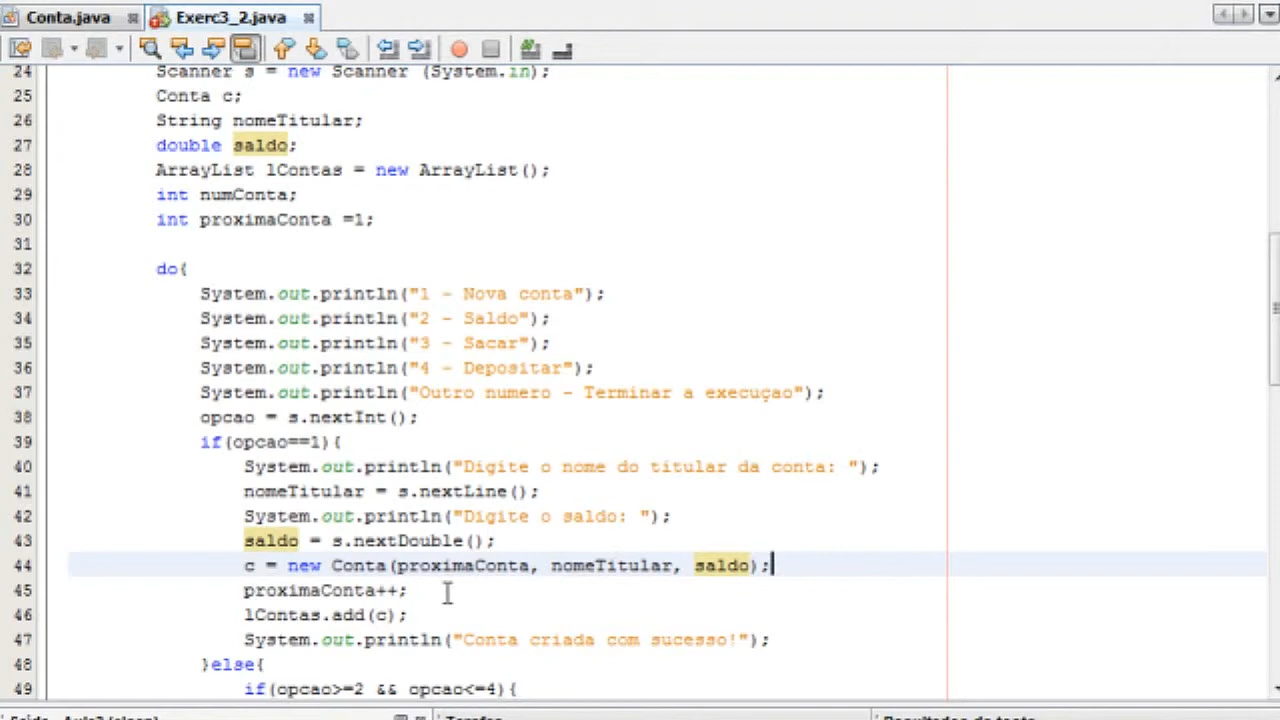 Conta.java Exerc3_2.java
24 Scanner s = new Scanner (System.in);
25 Conta c;
26 String nomeTitular;
27 double saldo;
28 ArrayList lContas = new ArrayList();
29 int numConta;
30 int proximaConta =1;
31
32 do{
33 System.out.println("1 - Nova conta");
34 System.out.println("2 - Saldo");
35 System.out.println("3 - Sacar");
36 System.out.println("4 - Depositar");
37 System.out.println("Outro numero - Terminar a execuçao");
38 opcao = s.nextInt();
39 if(opcao==1){
40 System.out.println("Digite o nome do titular da conta: ");
41 nomeTitular = s.nextLine();
42 System.out.println("Digite o saldo: ");
43 saldo = s.nextDouble();
44 c = new Conta(proximaConta, nomeTitular, saldo);
45 proximaConta++;
46 lContas.add(c);
47 System.out.println("Conta criada com sucesso!");
48 }else{
49 if(opcao>=2 && opcao<=4){